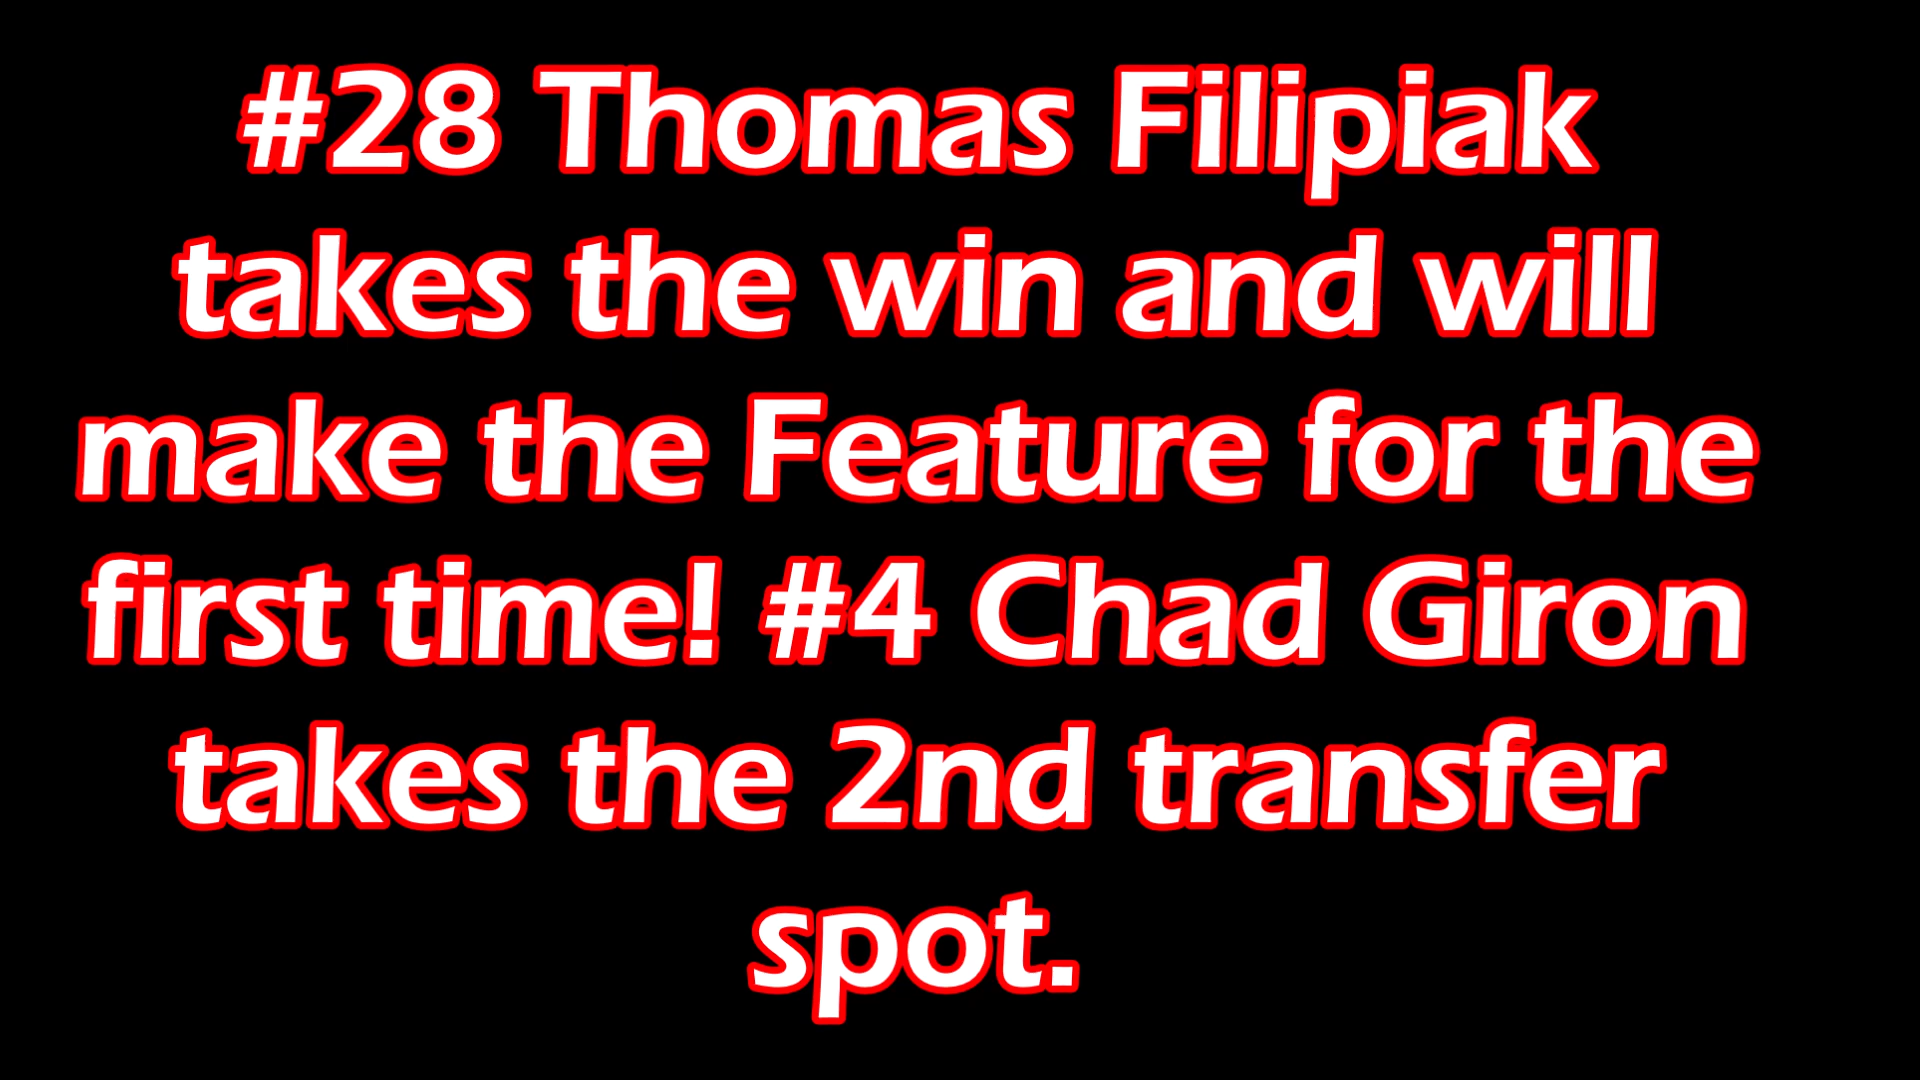 #28 Thomas Filipiak
takes the win and will
make the Feature for the
first time! #4 Chad Giron
takes the 2nd transfer
spot.